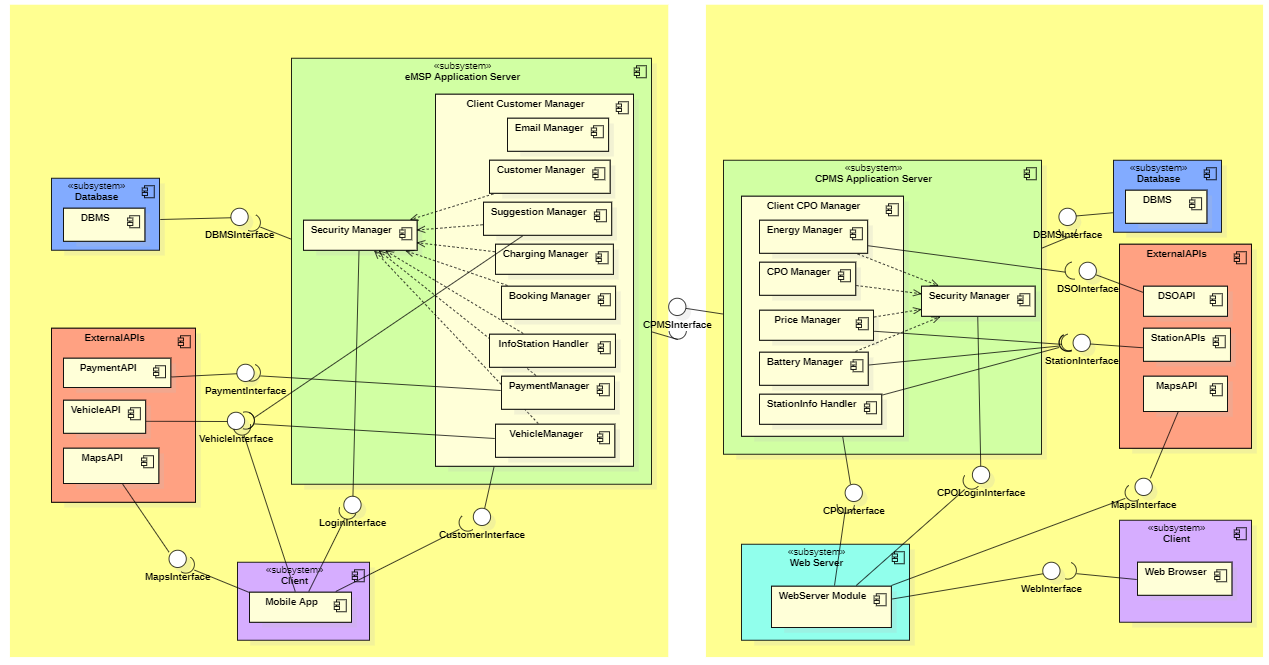 «subsystem»
eMSP Application Server
Client Customer Manager
Email Manager
Customer Manager
Suggestion Manager
Security Manager
Charging Manager
Booking Manager
InfoStation Handler
PaymentManager
VehicleManager
«subsystem»
Database
DBMS
DBMSInterface
ExternalAPIs
PaymentAPI
VehicleAPI
MapsAPI
PaymentInterface
VehicleInterface
MapsInterface
LoginInterface
CustomerInterface
«subsystem»
Client
Mobile App
CPMSInterface
«subsystem»
CPMS Application Server
Client CPO Manager
Energy Manager
CPO Manager
Security Manager
Price Manager
Battery Manager
StationInfo Handler
«subsystem»
Database
DBMS
DBMSInterface
ExternalAPIs
DSOAPI
StationAPIs
MapsAPI
DSOInterface
StationInterface
CPOInterface
CPOLoginInterface
MapsInterface
«subsystem»
Web Server
WebServer Module
WebInterface
«subsystem»
Client
Web Browser